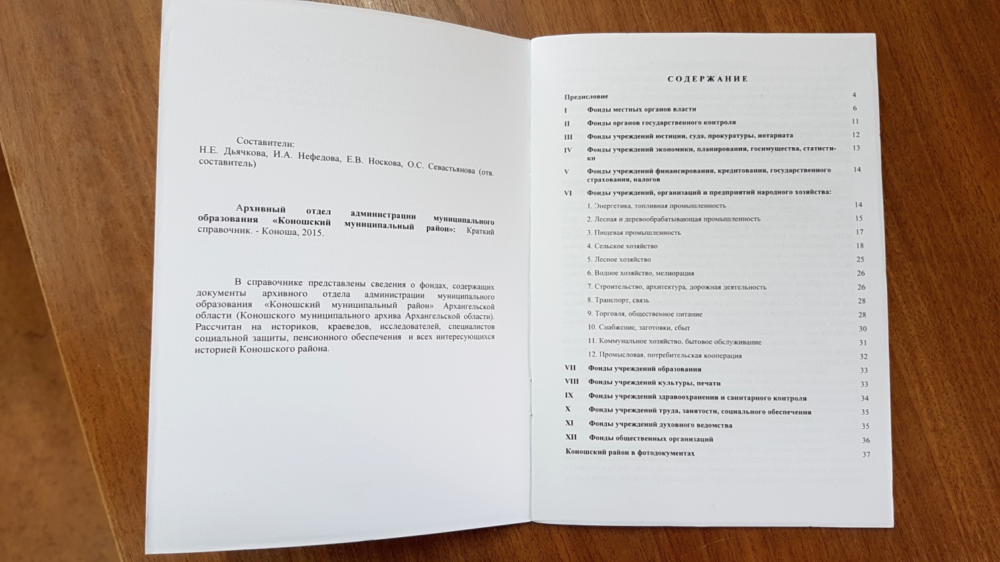 Составители:
Н.Е. Дьячкова, И.А. Нефедова, Е.В. Носкова, О.С. Севастьянова (отв.
составитель)
Архивный отдел администрации муниципального
образования «Коношский муниципальный район»: Краткий
справочник. - Коноша, 2015.
В справочнике представлены сведения о фондах, содержащих
документы архивного отдела администрации муниципального
образования «Коношский муниципальный район» Архангельской
области (Коношского муниципального архива Архангельской области).
Рассчитан на историков, краеведов, исследователей, специалистов
социальной защиты, пенсионного обеспечения и всех интересующихся
историей Коношского района.
СОДЕРЖАНИЕ
Предисловие 4
I Фонды местных органов власти 6
II Фонды органов государственного контроля 11
III Фонды учреждений юстиции, суда, прокуратуры, нотариата 12
IV Фонды учреждений экономики, планирования, госимущества, статисти- 13
ки
V Фонды учреждений финансирования, кредитования, государственного 14
страхования, налогов
VI Фонды учреждений, организаций и предприятий народного хозяйства:
1. Энергетика, топливная промышленность 14
2. Лесная и деревообрабатывающая промышленность 15
3. Пищевая промышленность 17
4. Сельское хозяйство 18
5. Лесное хозяйство 25
6. Водное хозяйство, мелиорация 26
7. Строительство, архитектура, дорожная деятельность 26
8. Транспорт, связь 28
9. Торговля, общественное питание 28
10. Снабжение, заготовки, сбыт 30
11. Коммунальное хозяйство, бытовое обслуживание 31
12. Промысловая, потребительская кооперация 32
VII Фонды учреждений образования 33
VIII Фонды учреждений культуры, печати 33
IX Фонды учреждений здравоохранения и санитарного контроля 34
X Фонды учреждений труда, занятости, социального обеспечения 35
XI Фонды учреждений духовного ведомства 35
XII Фонды общественных организаций 36
Коношский район в фотодокументах 37